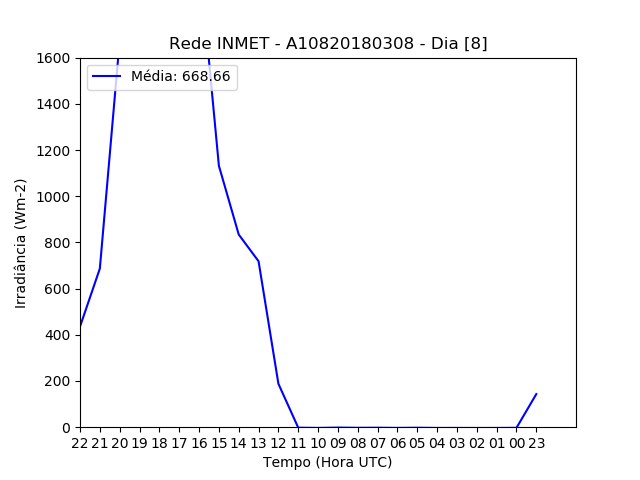 Rede INMET - A10820180308 - Dia [8]
Média: 668.66
1600
1400
1200
1000
800
600
400
200
0
Irradiância (Wm-2)
22 21 20 19 18 17 16 15 14 13 12 11 10 09 08 07 06 05 04 03 02 01 00 23
Tempo (Hora UTC)